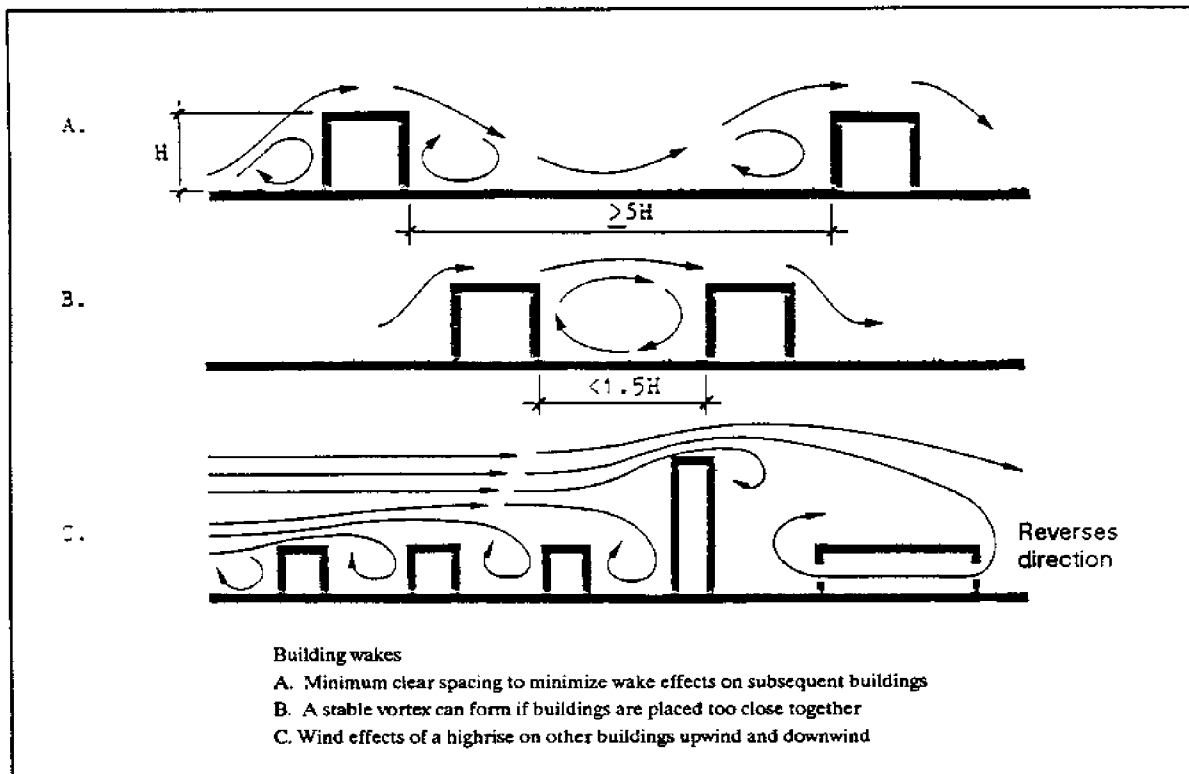 A.
H
≥5H
B.
<1.5H
C.
Reverses
direction
Building wakes
A. Minimum clear spacing to minimize wake effects on subsequent buildings
B. A stable vortex can form if buildings are placed too close together
C. Wind effects of a highrise on other buildings upwind and downwind